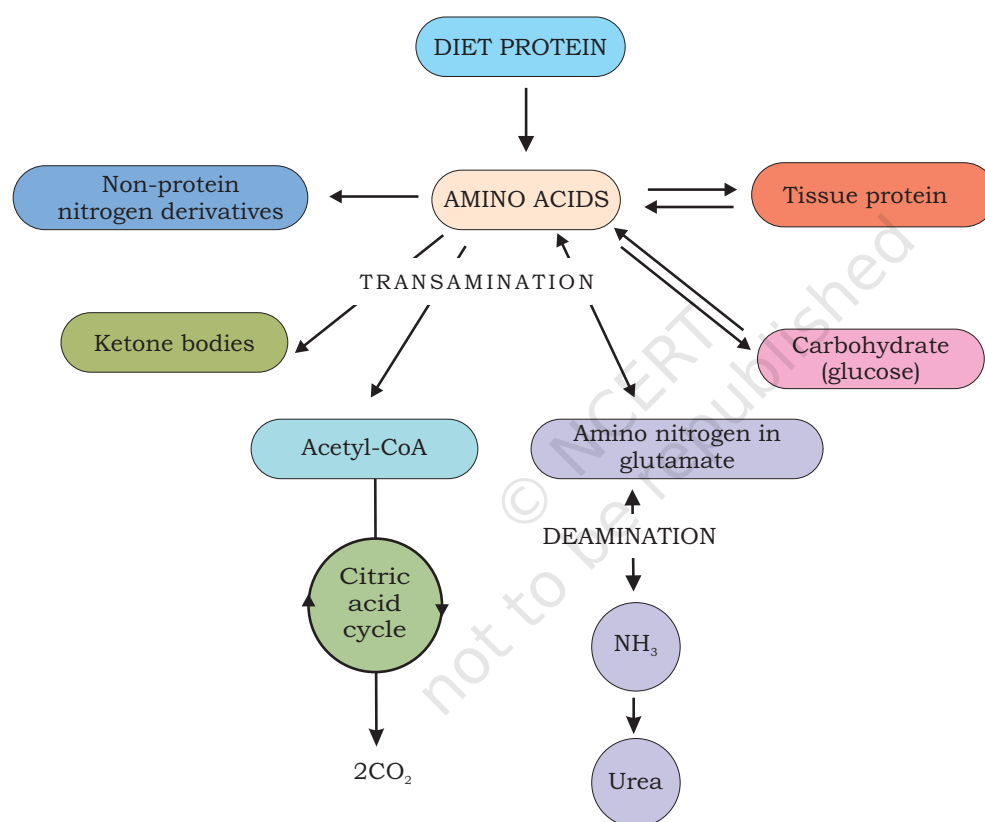 DIET PROTEIN
Non-protein
nitrogen derivatives
AMINO ACIDS
Tissue protein
TRANSAMINATION
Ketone bodies
Carbohydrate
(glucose)
Acetyl-CoA
Amino nitrogen in
glutamate
DEAMINATION
Citric
acid
cycle
NH₃
2CO₂
Urea
© NCERT
not to be republished